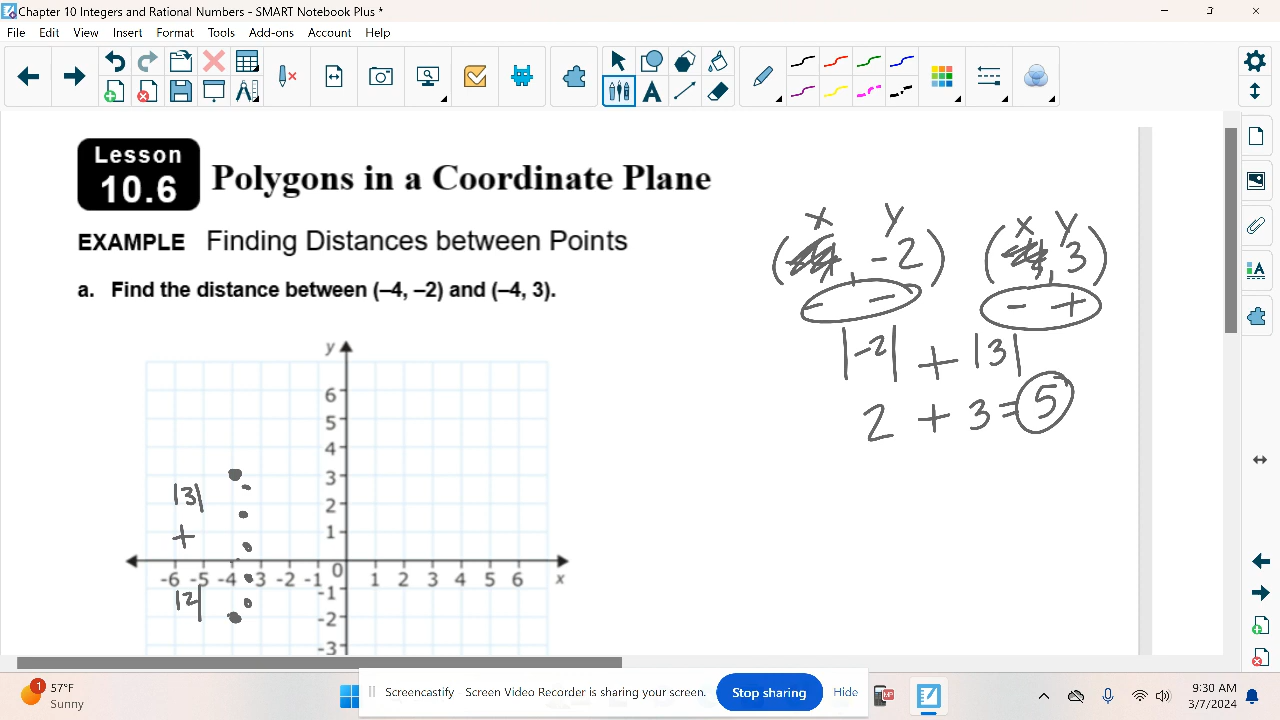 Chapter 10 Integers and Rational Numbers - SMART Notebook Plus *
File Edit View Insert Format Tools Add-ons Account Help
Lesson
10.6
Polygons in a Coordinate Plane
EXAMPLE Finding Distances between Points
a. Find the distance between (–4, –2) and (–4, 3).
x y x y
( , -2) ( , 3)
- - - +
|-2| + |3|
2 + 3 = 5
y
6
5
4
3
2
1
|3|
+
|2|
-6 -5 -4 -3 -2 -1 0 1 2 3 4 5 6 x
-1
-2
-3
Screencastify - Screen Video Recorder is sharing your screen. Stop sharing Hide
1
57°F
Sunny
9:30 AM
3/7/2024